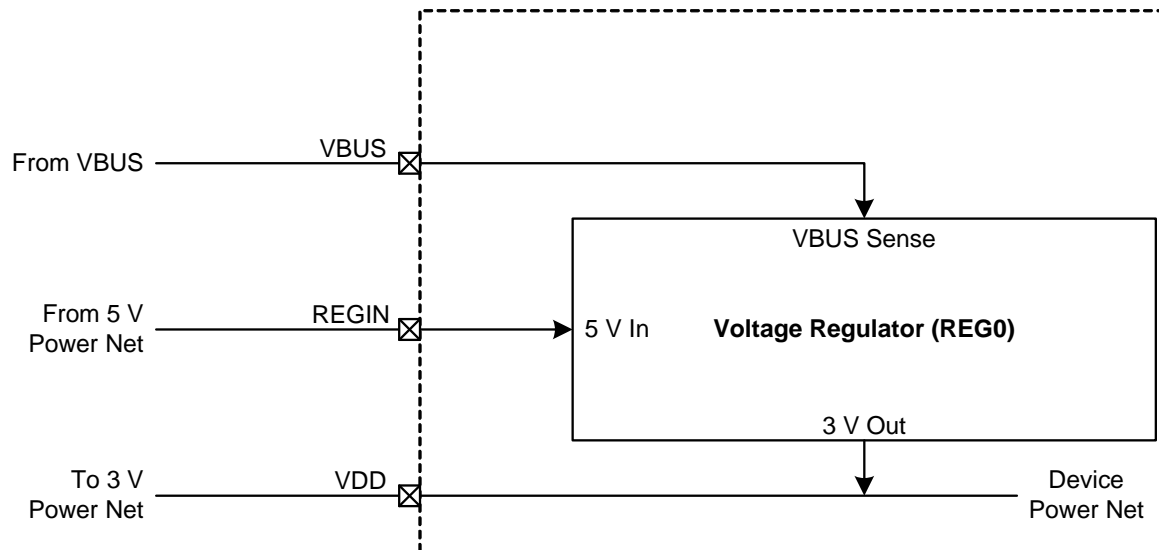 From VBUS
VBUS
VBUS Sense
From 5 V
Power Net
REGIN
5 V In
Voltage Regulator (REG0)
3 V Out
To 3 V
Power Net
VDD
Device
Power Net